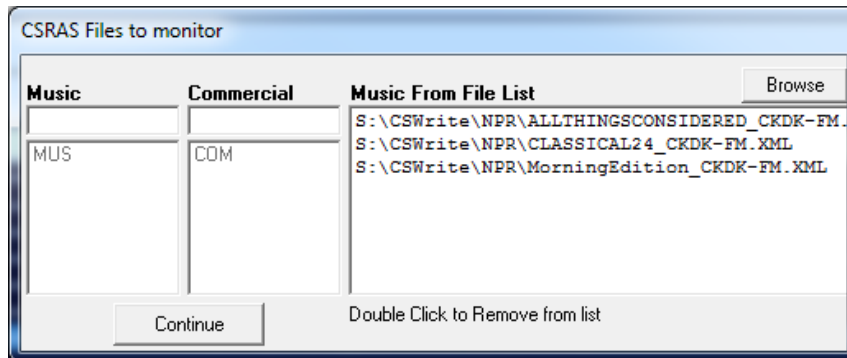 CSRAS Files to monitor
Music
Commercial
Music From File List
Browse
MUS
COM
S:\CSWrite\NPR\ALLTHINGSCONSIDERED_CKDK-FM.
S:\CSWrite\NPR\CLASSICAL24_CKDK-FM.XML
S:\CSWrite\NPR\MorningEdition_CKDK-FM.XML
Continue
Double Click to Remove from list